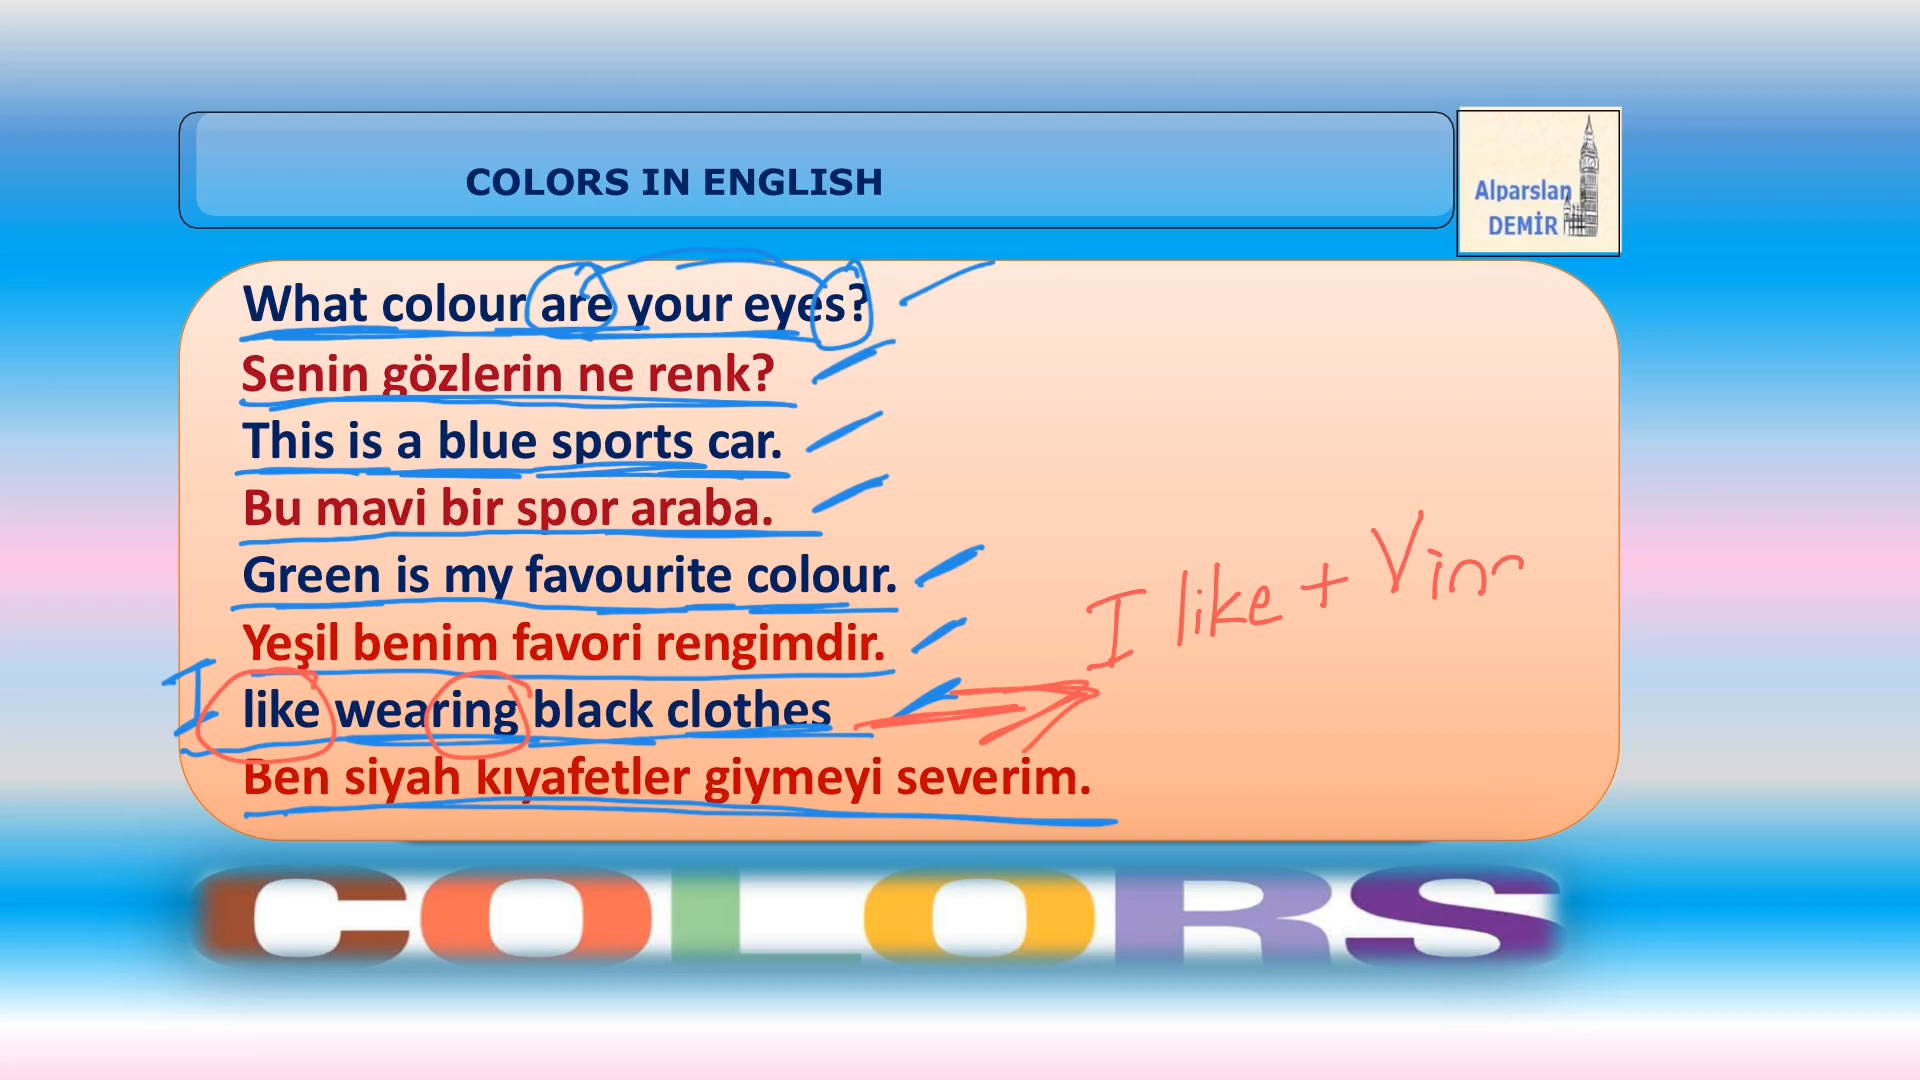 COLORS IN ENGLISH
Alparslan
DEMİR
What colour are your eyes?
Senin gözlerin ne renk?
This is a blue sports car.
Bu mavi bir spor araba.
Green is my favourite colour.
Yeşil benim favori rengimdir.
I like wearing black clothes
I like +
Ben siyah kıyafetler giymeyi severim.
COLORS